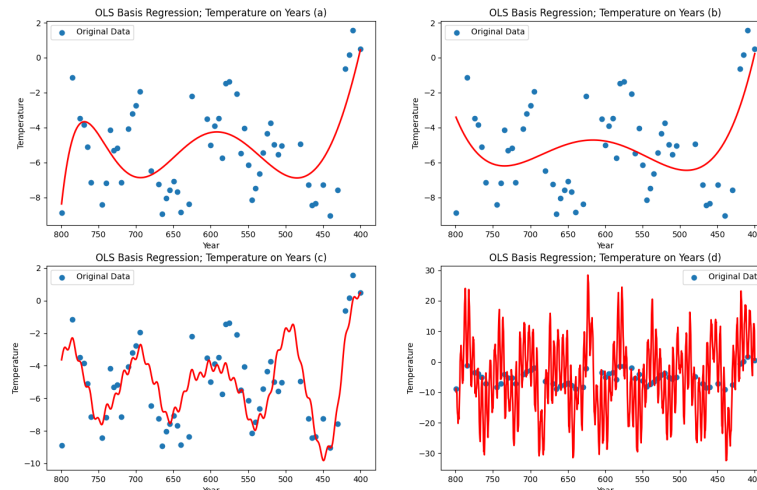 OLS Basis Regression; Temperature on Years (a)
Original Data
Temperature
2
0
−2
−4
−6
−8
800 750 700 650 600 550 500 450 400
Year
OLS Basis Regression; Temperature on Years (b)
Original Data
Temperature
2
0
−2
−4
−6
−8
800 750 700 650 600 550 500 450
Year
OLS Basis Regression; Temperature on Years (c)
Original Data
Temperature
2
0
−2
−4
−6
−8
−10
800 750 700 650 600 550 500 450 400
Year
OLS Basis Regression; Temperature on Years (d)
Original Data
Temperature
30
20
10
0
−10
−20
−30
800 750 700 650 600 550 500 450
Year